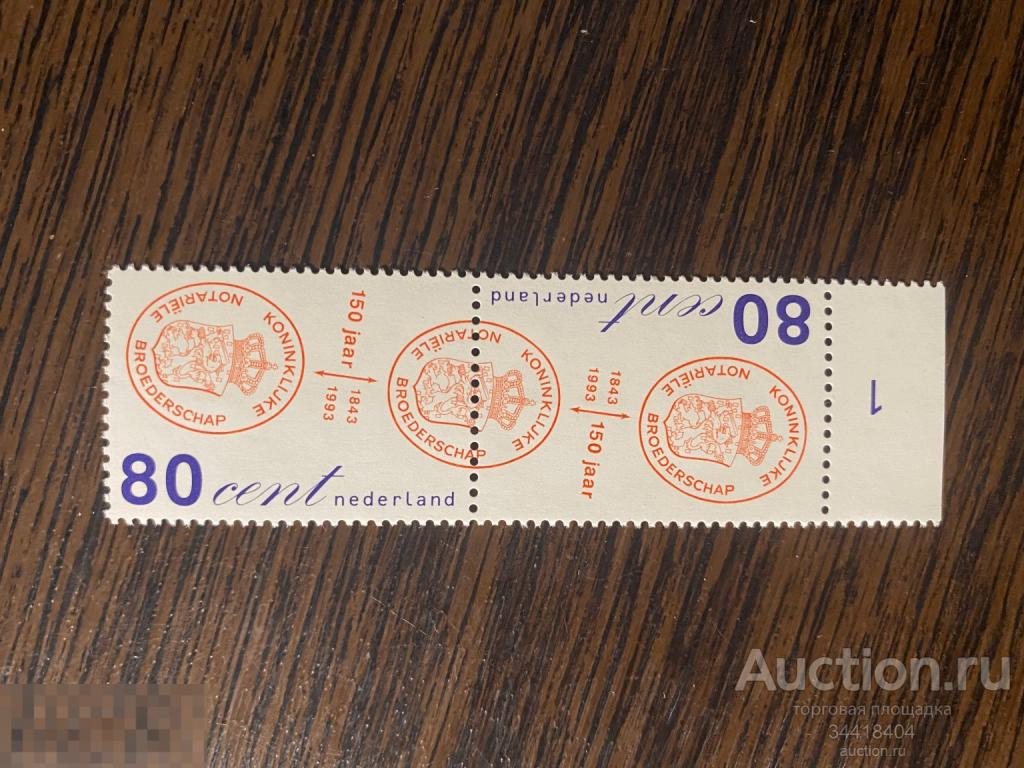 KONINKLIJKE NOTARIËLE BROEDERSCHAP
150 jaar
1843
1993
80 cent nederland
KONINKLIJKE NOTARIËLE BROEDERSCHAP
80 cent nederland
1843
1993
150 jaar
KONINKLIJKE NOTARIËLE BROEDERSCHAP
1
Auction.ru
торговая площадка
34418404
auction.ru